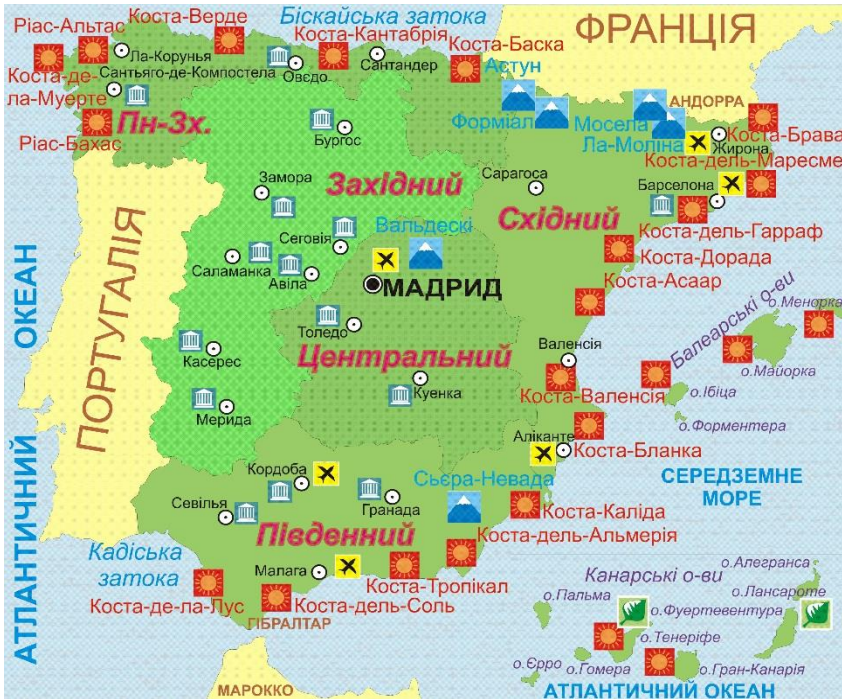 Ріас-Альтас
Коста-Верде
Біскайська затока
ФРАНЦІЯ
Коста-Кантабрія
Коста-Баска
Ла-Корунья
Сантьяго-де-Компостела
Овєдо
Сантандер
Астун
Коста-де-
ла-Муерте
АНДОРРА
Пн-Зх.
Форміал
Мосела
Ла-Моліна
Коста-Брава
Жирона
Ріас-Бахас
Бургос
Коста-дель-Маресме
Замора
Західний
Сарагоса
Барселона
Східний
Сеговія
Вальдескі
Коста-дель-Гарраф
Саламанка
Авіла
Коста-Дорада
МАДРИД
Коста-Асаар
ПОРТУГАЛІЯ
АТЛАНТИЧНИЙ ОКЕАН
Толедо
Балеарські о-ви
о.Менорка
Центральний
Валенсія
Касерес
о.Майорка
Куенка
Коста-Валенсія
о.Ібіца
Мерида
о.Форментера
Аліканте
Коста-Бланка
Кордоба
Сьєра-Невада
СЕРЕДЗЕМНЕ
МОРЕ
Севілья
Гранада
Коста-Каліда
Південний
Коста-дель-Альмерія
Кадіська
затока
Малага
Коста-Тропікал
Коста-де-ла-Лус
Коста-дель-Соль
ГІБРАЛТАР
Канарські о-ви
о.Алегранса
о.Пальма
о.Лансароте
о.Фуертевентура
о.Тенеріфе
о.Єрро
о.Гомера
о.Гран-Канарія
МАРОККО
АТЛАНТИЧНИЙ ОКЕАН